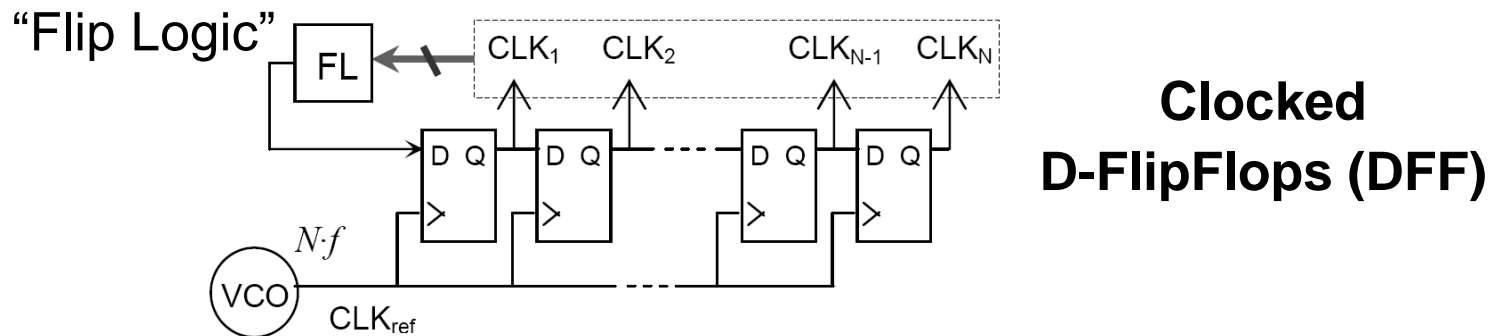 “Flip Logic”
FL
CLK1 CLK2 CLKN-1 CLKN
D Q D Q D Q D Q
N·f
VCO
CLKref
Clocked
D-FlipFlops (DFF)